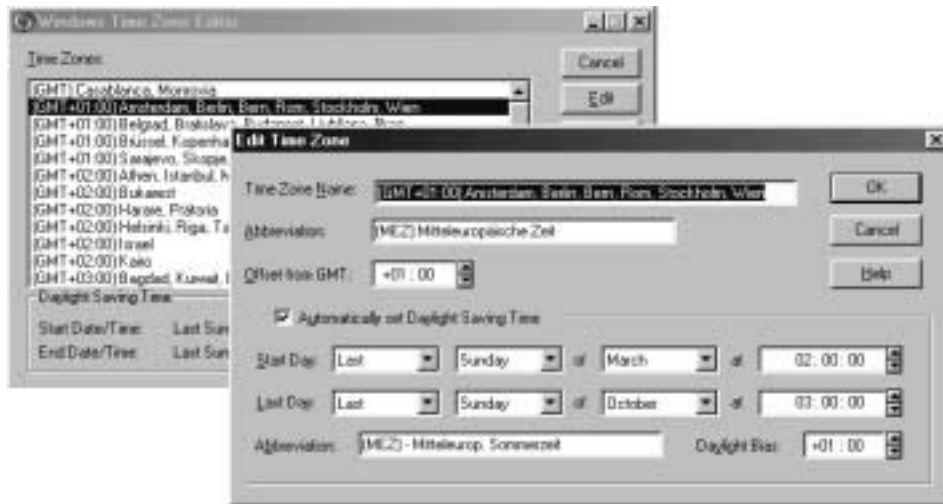 Windows Time Zone Editor
Time Zones:
Cancel
Edit
(GMT) Casablanca, Monrovia
(GMT+01:00) Amsterdam, Berlin, Bern, Rom, Stockholm, Wien
(GMT+01:00) Belgrad, Bratislava, Budapest, Ljubljana, Prag
(GMT+01:00) Brüssel, Kopenha
(GMT+01:00) Sarajevo, Skopje,
(GMT+02:00) Athen, Istanbul, M
(GMT+02:00) Bukarest
(GMT+02:00) Harare, Prätoria
(GMT+02:00) Helsinki, Riga, Ta
(GMT+02:00) Israel
(GMT+02:00) Kairo
(GMT+03:00) Bagdad, Kuwait,
Daylight Saving Time
Start Date/Time: Last Sun
End Date/Time: Last Sun
Edit Time Zone
Time Zone Name: (GMT+01:00) Amsterdam, Berlin, Bern, Rom, Stockholm, Wien
OK
Abbreviation: (MEZ) Mitteleuropäische Zeit
Cancel
Offset from GMT: +01 : 00
Help
Automatically set Daylight Saving Time
Start Day: Last Sunday of March at 02: 00: 00
Last Day: Last Sunday of October at 03: 00: 00
Abbreviation: (MEZ) - Mitteleurop. Sommerzeit Daylight Bias: +01 : 00